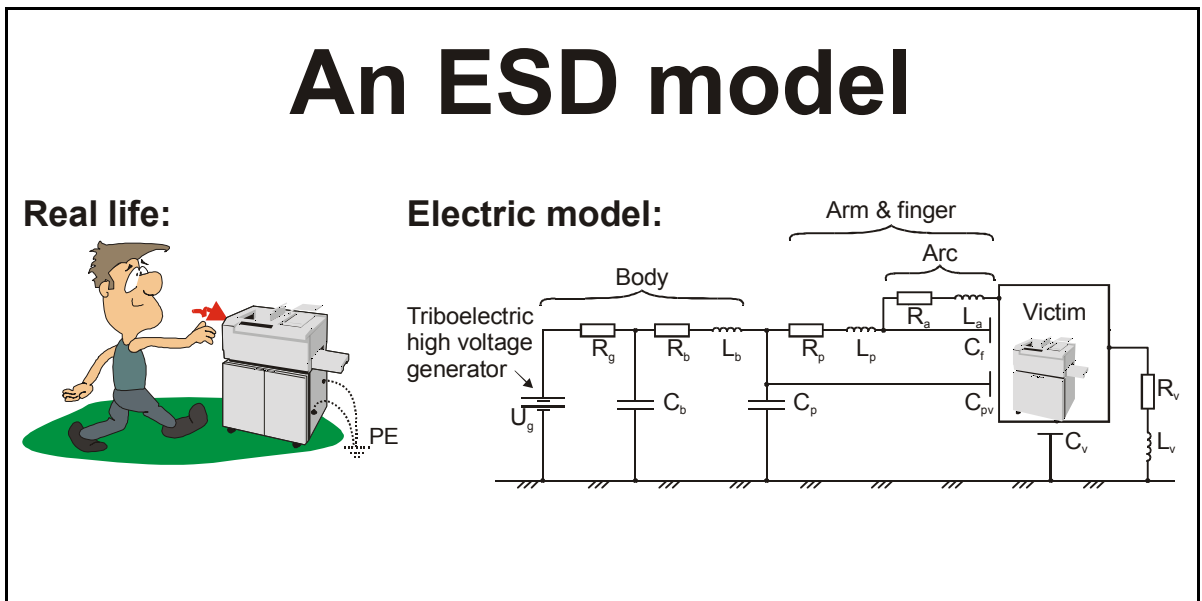 An ESD model
Real life:
PE
Electric model:
Arm & finger
Arc
Body
Triboelectric
high voltage
generator
Ug
Rg
Rb
Lb
Rp
Lp
Ra
La
Cf
Cb
Cp
Cpv
Victim
Rv
Cv
Lv